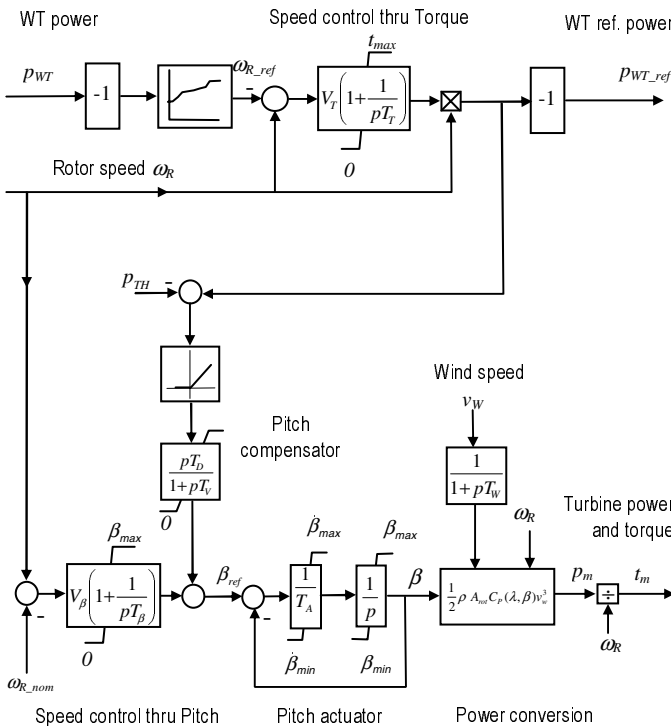 WT power
Speed control thru Torque
WT ref. power
p_WT
-1
ω_R_ref
-
V_T(1+1/(pT_T))
t_max
0
-1
p_WT_ref
Rotor speed ω_R
p_TH
-
Pitch
compensator
pT_D/(1+pT_V)
0
Wind speed
v_W
1/(1+pT_W)
ω_R
Turbine power
and torque
β_max
V_β(1+1/(pT_β))
0
-
ω_R_nom
β_ref
-
β̇_max
1/T_A
β̇_min
β_max
1/p
β_min
β
½ρ A_rot C_P(λ,β)v_w³
p_m
÷
t_m
ω_R
Speed control thru Pitch
Pitch actuator
Power conversion